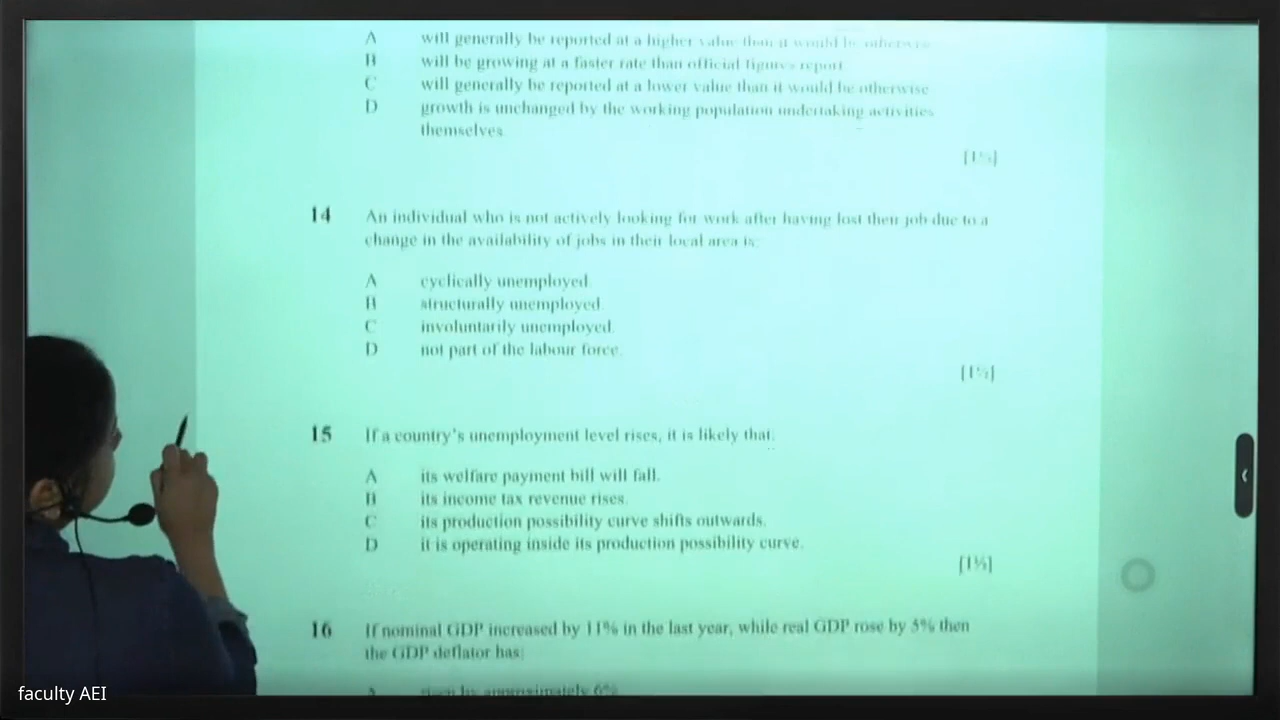 A will generally be reported at a higher value than it would be otherwise
B will be growing at a faster rate than official figures report
C will generally be reported at a lower value than it would be otherwise
D growth is unchanged by the working population undertaking activities
themselves
[1½]
14 An individual who is not actively looking for work after having lost their job due to a
change in the availability of jobs in their local area is:
A cyclically unemployed.
B structurally unemployed.
C involuntarily unemployed.
D not part of the labour force.
[1½]
15 If a country's unemployment level rises, it is likely that:
A its welfare payment bill will fall.
B its income tax revenue rises.
C its production possibility curve shifts outwards.
D it is operating inside its production possibility curve.
[1½]
16 If nominal GDP increased by 11% in the last year, while real GDP rose by 5% then
the GDP deflator has:
A risen by approximately 6%
faculty AEI